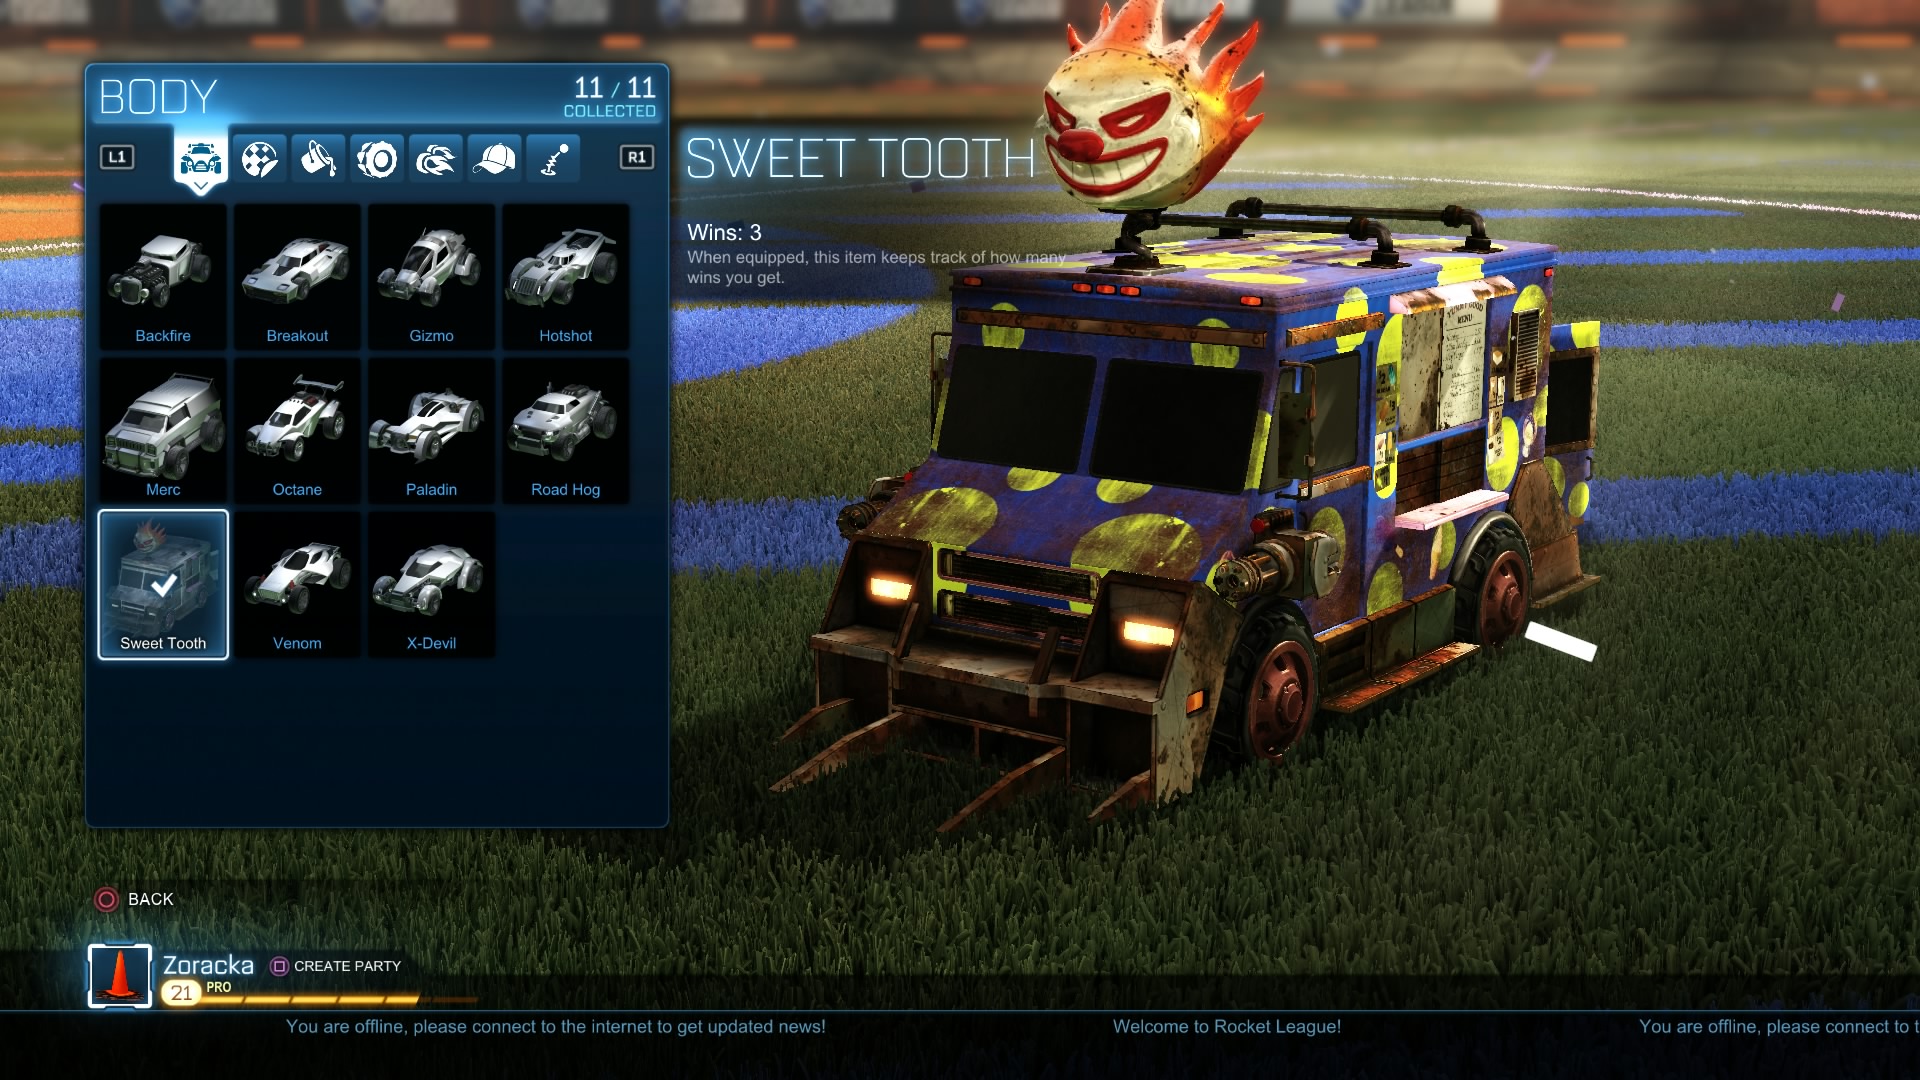 BODY
11 / 11
COLLECTED
L1
R1
SWEET TOOTH
Wins: 3
When equipped, this item keeps track of how many
wins you get.
Backfire
Breakout
Gizmo
Hotshot
Merc
Octane
Paladin
Road Hog
Sweet Tooth
Venom
X-Devil
MENU
BACK
Zoracka
CREATE PARTY
21
PRO
You are offline, please connect to the internet to get updated news!
Welcome to Rocket League!
You are offline, please connect to t